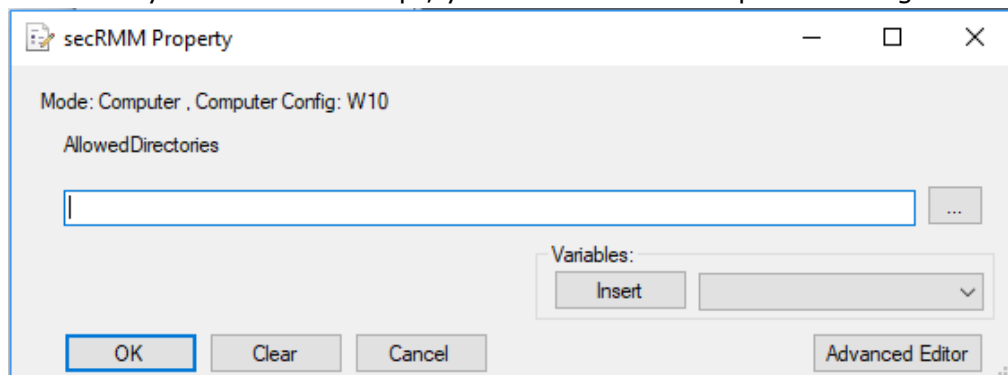 secRMM Property
Mode: Computer , Computer Config: W10
AllowedDirectories
...
Variables:
Insert
OK Clear Cancel Advanced Editor